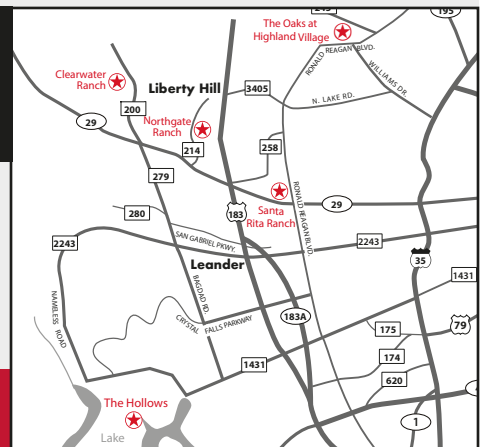 245
195
The Oaks at
Highland Village
RONALD REAGAN BLVD.
WILLIAMS DR.
Clearwater
Ranch
Liberty Hill
3405
N. LAKE RD.
200
29
Northgate
Ranch
214
258
279
RONALD REAGAN BLVD.
280
183
Santa
Rita Ranch
29
2243
SAN GABRIEL PKWY.
2243
Leander
35
1431
BAGDAD RD.
NAMELESS ROAD
CRYSTAL FALLS PARKWAY
183A
175
79
174
1431
620
The Hollows
1
Lake